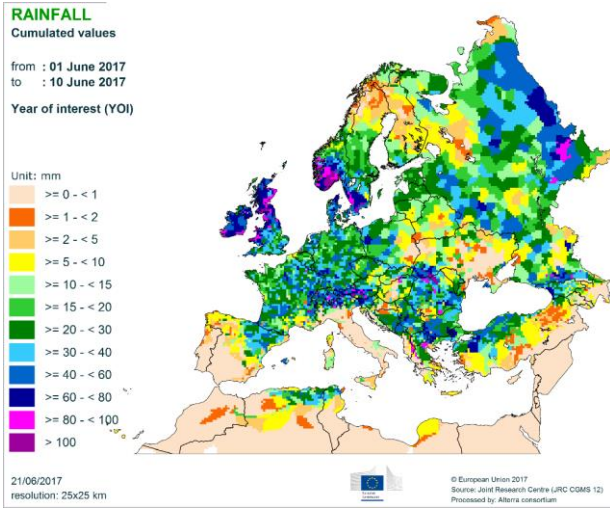 RAINFALL
Cumulated values
from : 01 June 2017
to : 10 June 2017
Year of interest (YOI)
Unit: mm
>= 0 - < 1
>= 1 - < 2
>= 2 - < 5
>= 5 - < 10
>= 10 - < 15
>= 15 - < 20
>= 20 - < 30
>= 30 - < 40
>= 40 - < 60
>= 60 - < 80
>= 80 - < 100
> 100
21/06/2017
resolution: 25x25 km
European
Commission
© European Union 2017
Source: Joint Research Centre (JRC CGMS 12)
Processed by: Alterra consortium